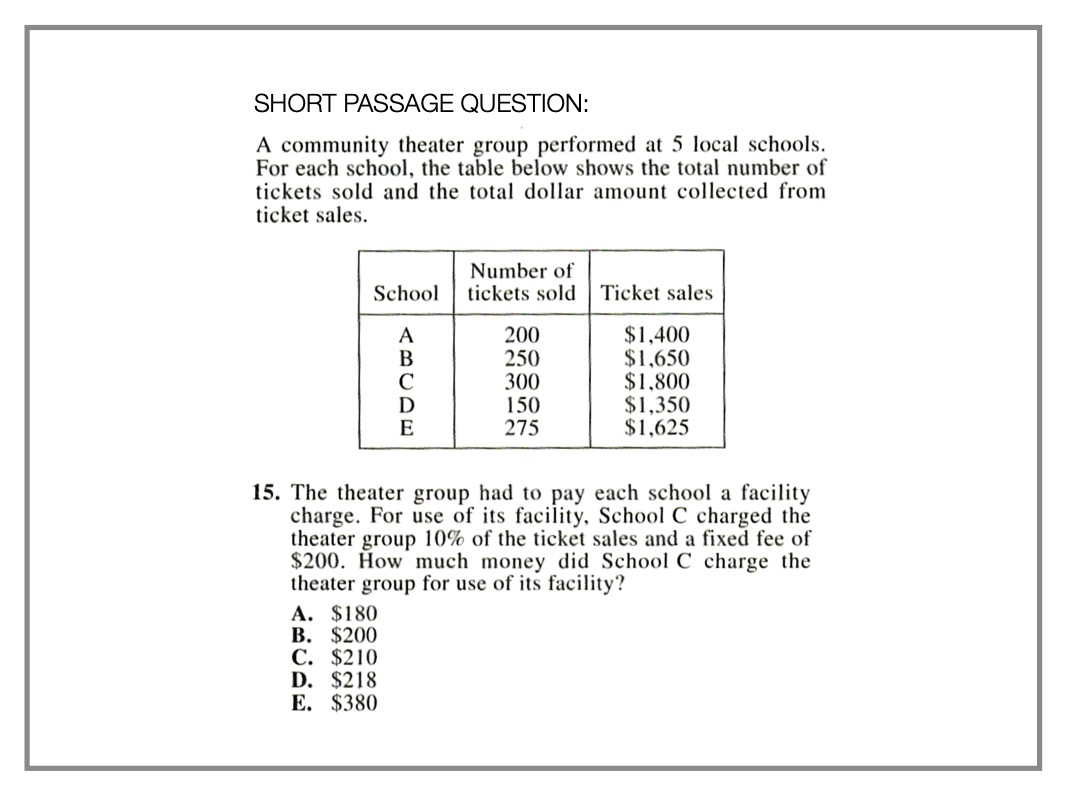 SHORT PASSAGE QUESTION:
A community theater group performed at 5 local schools.
For each school, the table below shows the total number of
tickets sold and the total dollar amount collected from
ticket sales.
School Number of tickets sold Ticket sales
A 200 $1,400
B 250 $1,650
C 300 $1,800
D 150 $1,350
E 275 $1,625
15. The theater group had to pay each school a facility
charge. For use of its facility, School C charged the
theater group 10% of the ticket sales and a fixed fee of
$200. How much money did School C charge the
theater group for use of its facility?
A. $180
B. $200
C. $210
D. $218
E. $380